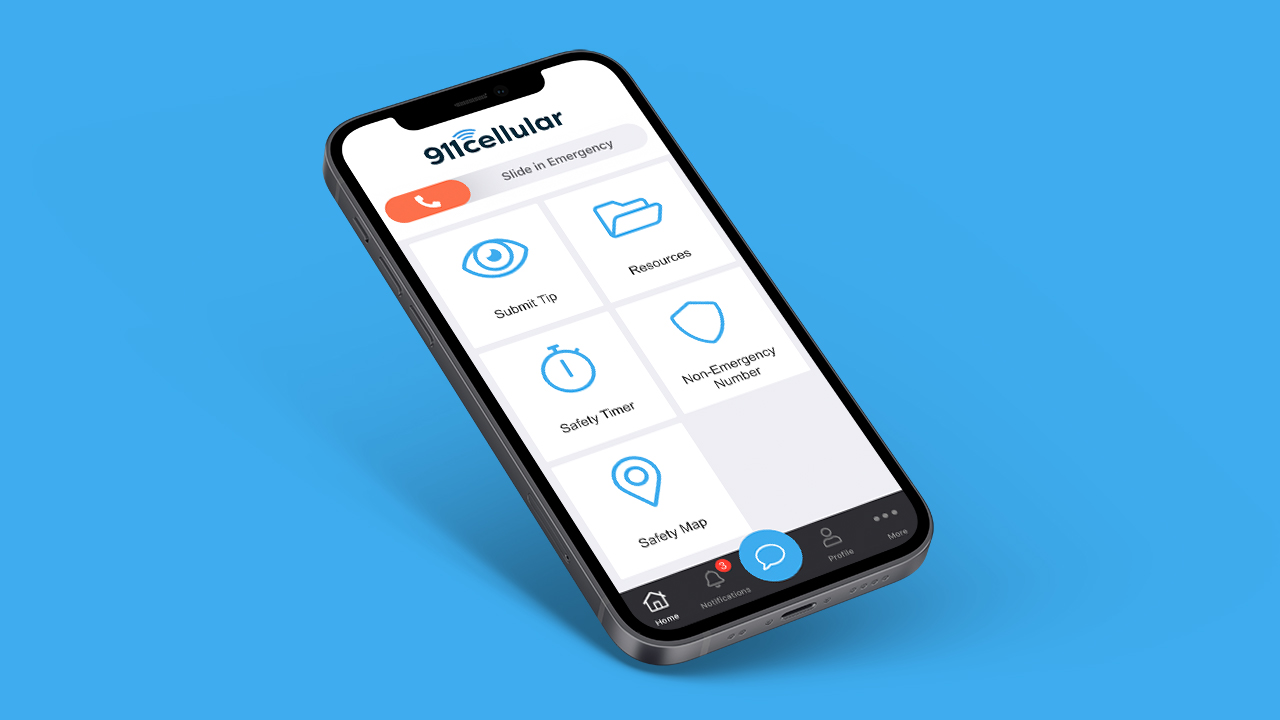 911cellular
Slide in Emergency
Submit Tip
Resources
Safety Timer
Non-Emergency
Number
Safety Map
Home
3
Notifications
Profile
More